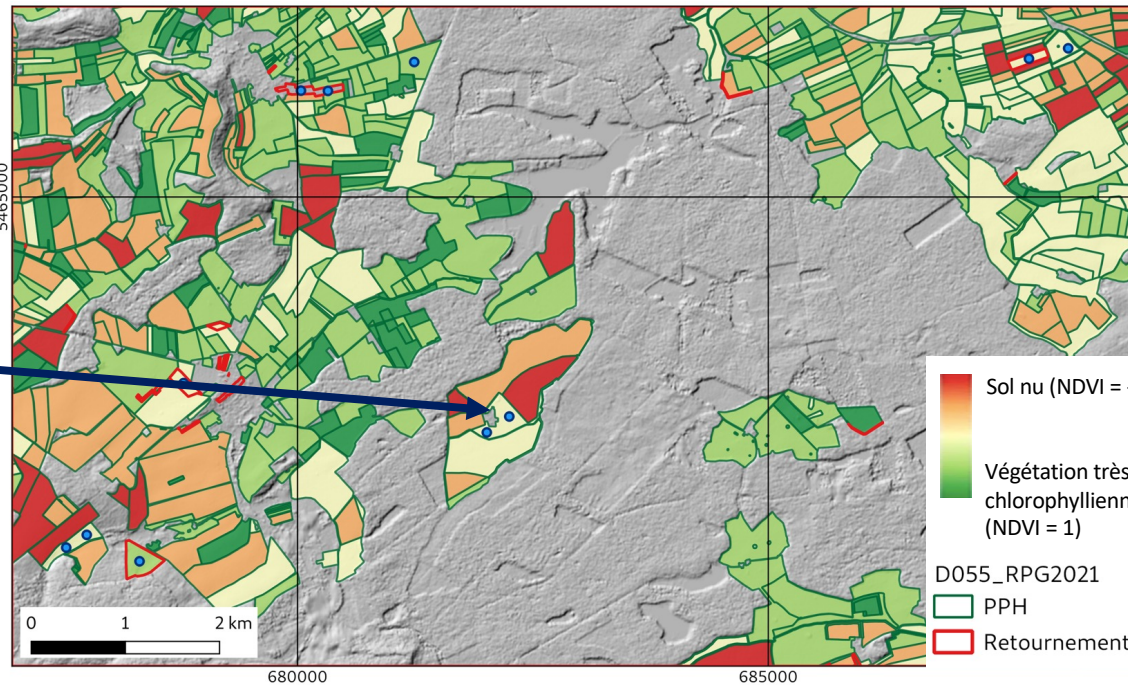 5465000
Sol nu (NDVI = -
Végétation très
chlorophyllienn
(NDVI = 1)
D055_RPG2021
PPH
Retournement
0 1 2 km
680000 685000